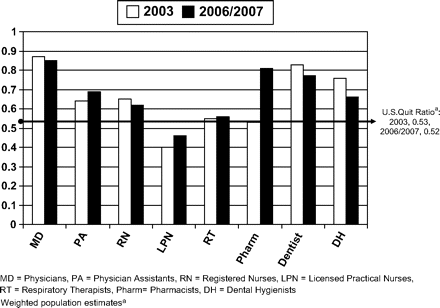 2003 2006/2007
1
0.9
0.8
0.7
0.6
0.5
0.4
0.3
0.2
0.1
0
U.S.Quit Ratioª:
2003, 0.53,
2006/2007, 0.52
MD PA RN LPN RT Pharm Dentist DH
MD = Physicians, PA = Physician Assistants, RN = Registered Nurses, LPN = Licensed Practical Nurses,
RT = Respiratory Therapists, Pharm= Pharmacists, DH = Dental Hygienists
Weighted population estimatesª